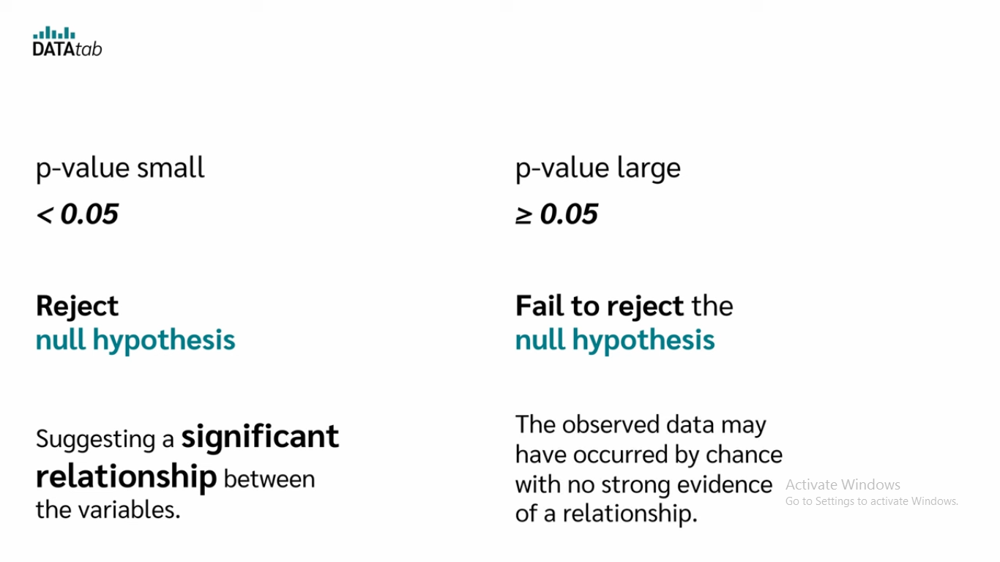 DATAtab
p-value small
< 0.05
Reject
null hypothesis
Suggesting a significant
relationship between
the variables.
p-value large
≥ 0.05
Fail to reject the
null hypothesis
The observed data may
have occurred by chance
with no strong evidence
of a relationship.
Activate Windows
Go to Settings to activate Windows.